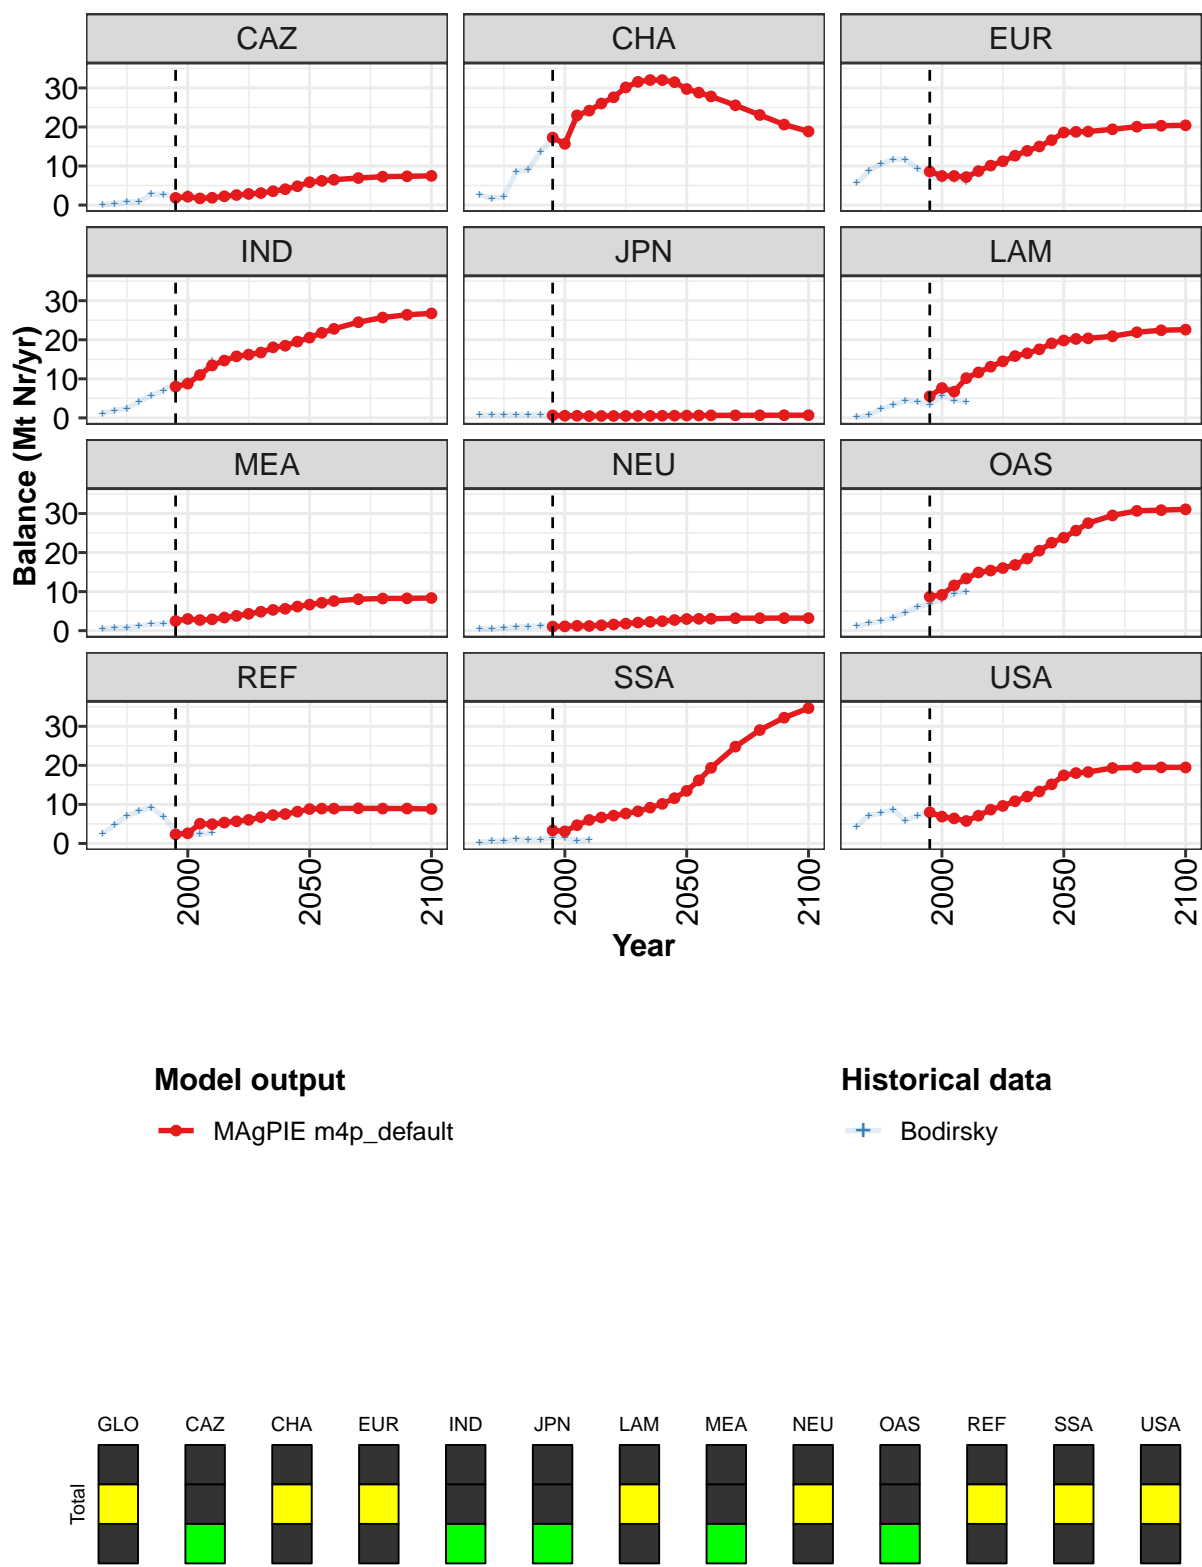 CAZ CHA EUR
30
20
10
0
IND JPN LAM
30
20
10
0
Balance (Mt Nr/yr)
MEA NEU OAS
30
20
10
0
REF SSA USA
30
20
10
0
2000 2050 2100 2000 2050 2100 2000 2050 2100
Year
Model output Historical data
MAgPIE m4p_default Bodirsky
GLO CAZ CHA EUR IND JPN LAM MEA NEU OAS REF SSA USA
Total